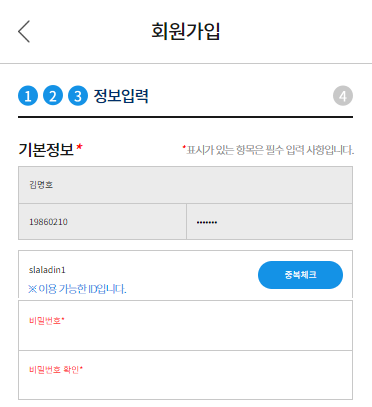 회원가입
1 2 3 정보입력 4
기본정보 * *표시가 있는 항목은 필수 입력 사항입니다.
김명호
19860210 •••••••
slaladin1 중복체크
※ 이용 가능한 ID입니다.
비밀번호*
비밀번호 확인*